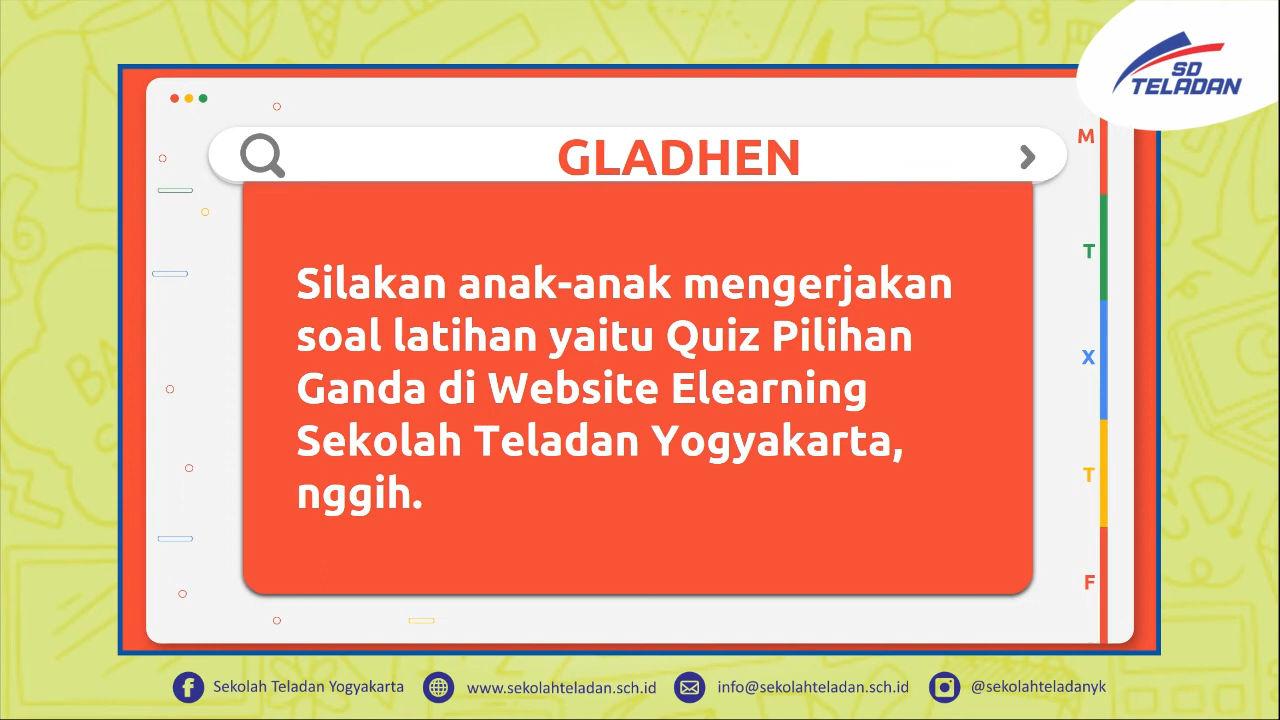 SD
TELADAN
GLADHEN
M
T
X
T
F
Silakan anak-anak mengerjakan
soal latihan yaitu Quiz Pilihan
Ganda di Website Elearning
Sekolah Teladan Yogyakarta,
nggih.
Sekolah Teladan Yogyakarta
www.sekolahteladan.sch.id
info@sekolahteladan.sch.id
@sekolahteladanyk